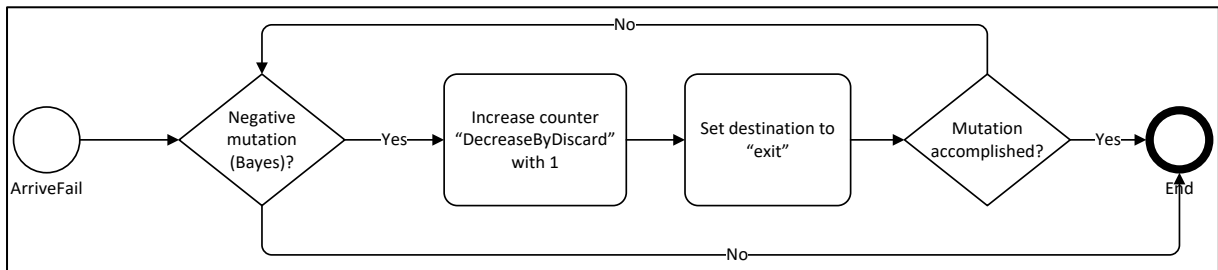 No
Negative
mutation
(Bayes)?
Yes
Increase counter
“DecreaseByDiscard”
with 1
Set destination to
“exit”
Mutation
accomplished?
Yes
ArriveFail
End
No